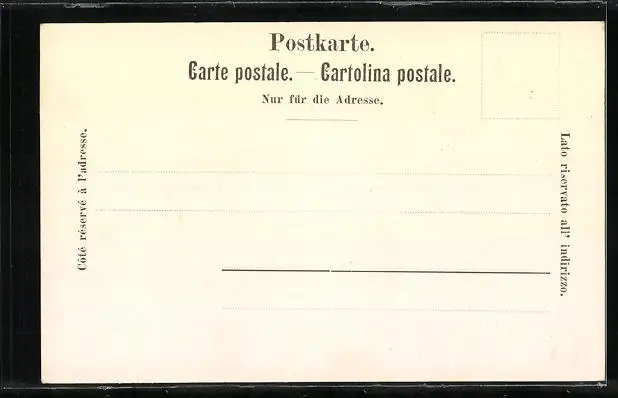 Postkarte.
Carte postale. — Cartolina postale.
Nur für die Adresse.
Côté réservé à l'adresse.
Lato riservato all' indirizzo.